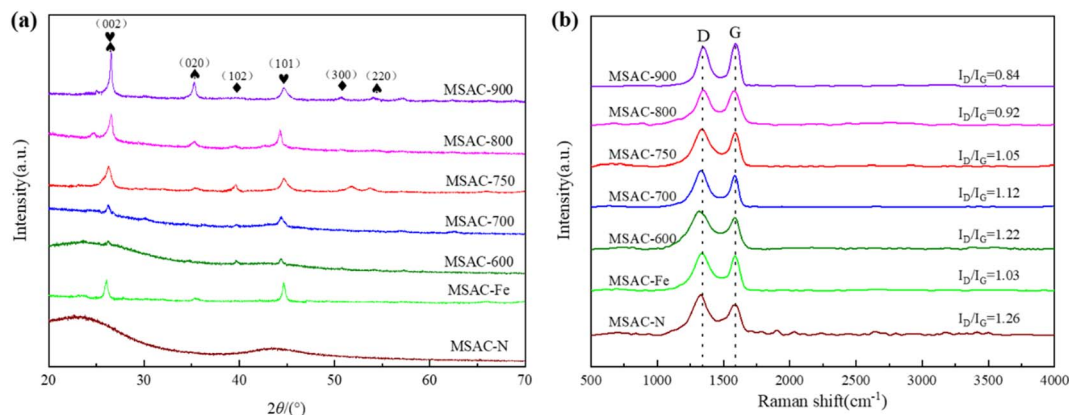 (a)
(002)
(020)
(102)
(101)
(300)
(220)
MSAC-900
MSAC-800
MSAC-750
MSAC-700
MSAC-600
MSAC-Fe
MSAC-N
Intensity(a.u.)
20 30 40 50 60 70
2θ/(°)
(b)
D G
MSAC-900 I_D/I_G=0.84
MSAC-800 I_D/I_G=0.92
MSAC-750 I_D/I_G=1.05
MSAC-700 I_D/I_G=1.12
MSAC-600 I_D/I_G=1.22
MSAC-Fe I_D/I_G=1.03
MSAC-N I_D/I_G=1.26
Intensity(a.u.)
500 1000 1500 2000 2500 3000 3500 4000
Raman shift(cm⁻¹)